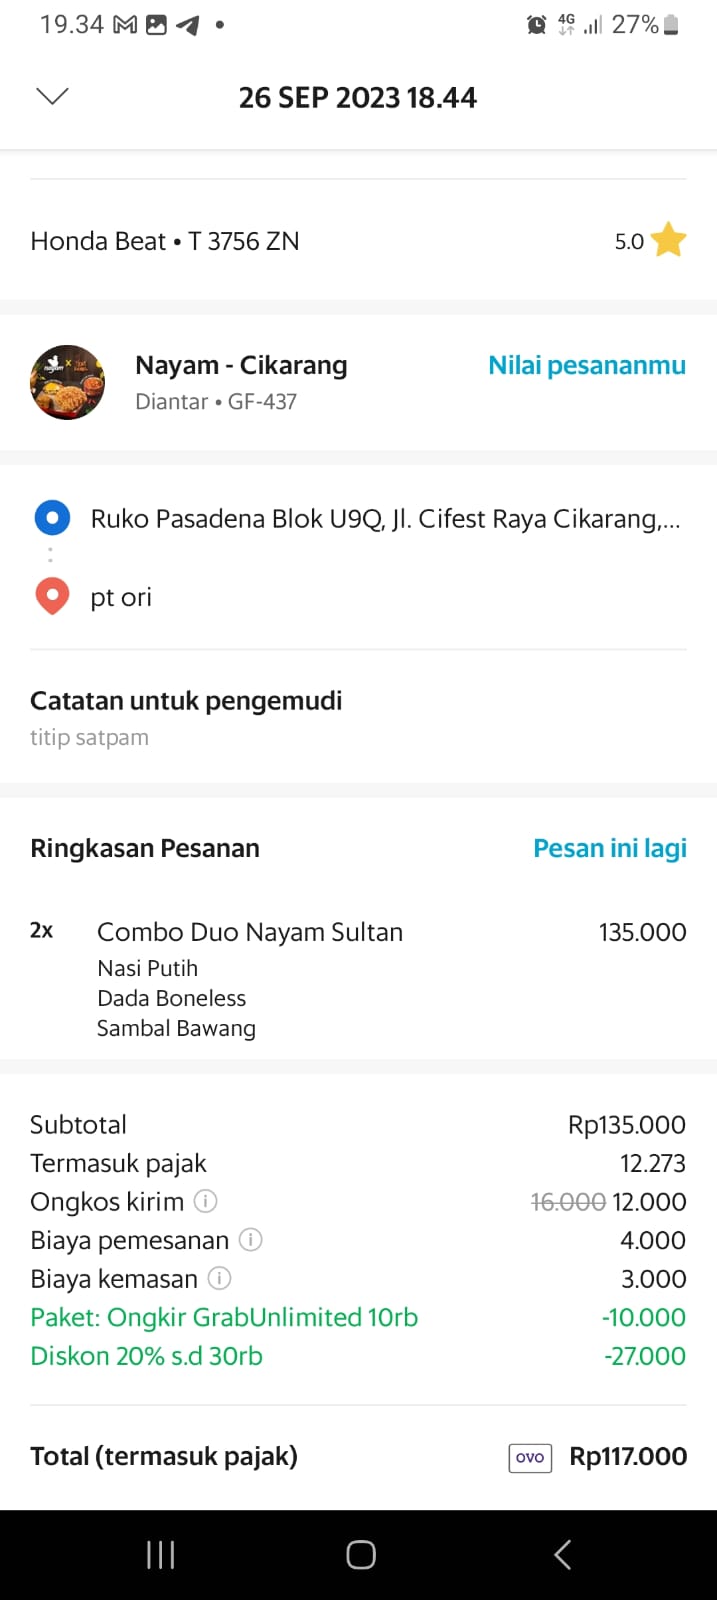 19.34
4G
27%
26 SEP 2023 18.44
Honda Beat • T 3756 ZN
5.0
Nayam - Cikarang
Nilai pesananmu
Diantar • GF-437
Ruko Pasadena Blok U9Q, Jl. Cifest Raya Cikarang,...
pt ori
Catatan untuk pengemudi
titip satpam
Ringkasan Pesanan
Pesan ini lagi
2x Combo Duo Nayam Sultan 135.000
Nasi Putih
Dada Boneless
Sambal Bawang
Subtotal Rp135.000
Termasuk pajak 12.273
Ongkos kirim 16.000 12.000
Biaya pemesanan 4.000
Biaya kemasan 3.000
Paket: Ongkir GrabUnlimited 10rb -10.000
Diskon 20% s.d 30rb -27.000
Total (termasuk pajak) OVO Rp117.000